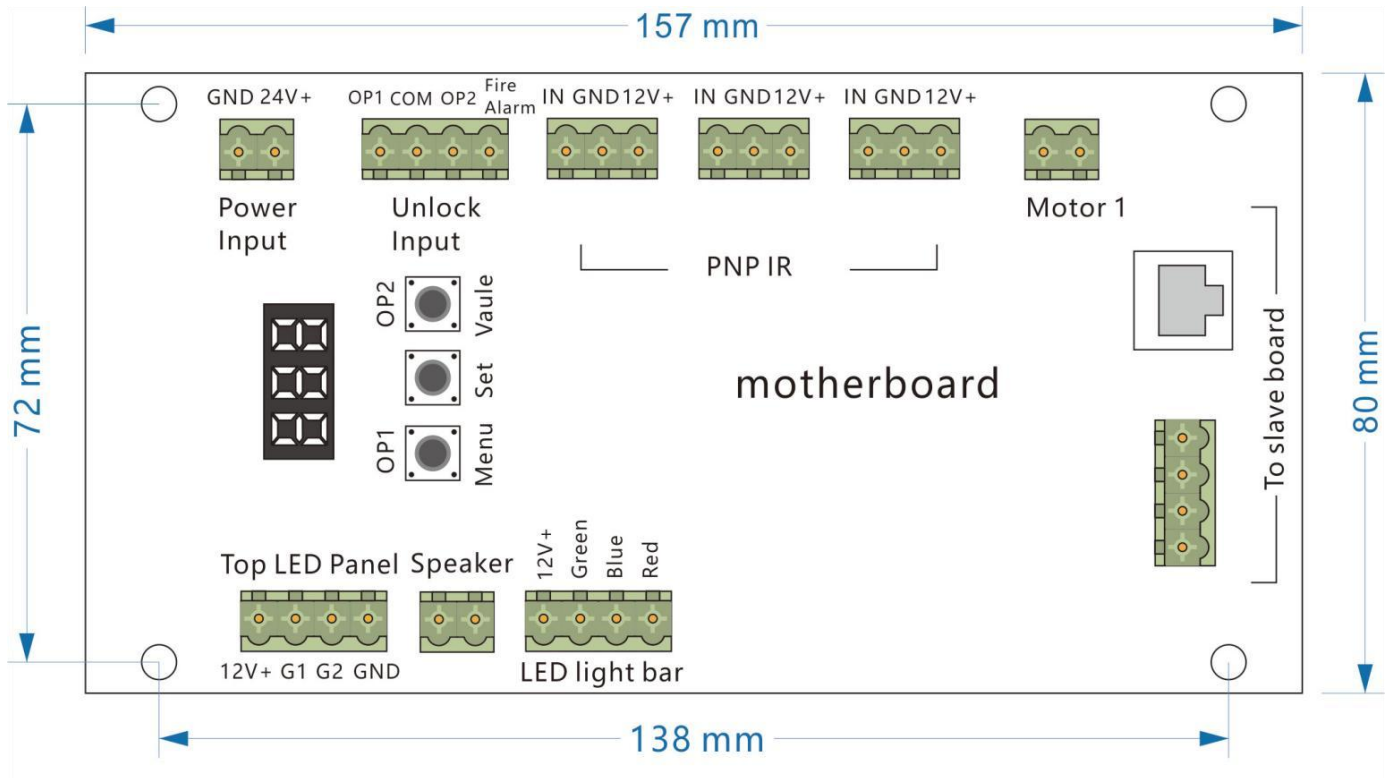 157 mm
GND 24V+
OP1 COM OP2 Fire Alarm
IN GND12V+
IN GND12V+
IN GND12V+
Power
Input
Unlock
Input
PNP IR
Motor 1
OP2
Vaule
Set
OP1
Menu
motherboard
To slave board
72 mm
80 mm
Top LED Panel
Speaker
12V+
Green
Blue
Red
12V+ G1 G2 GND
LED light bar
138 mm